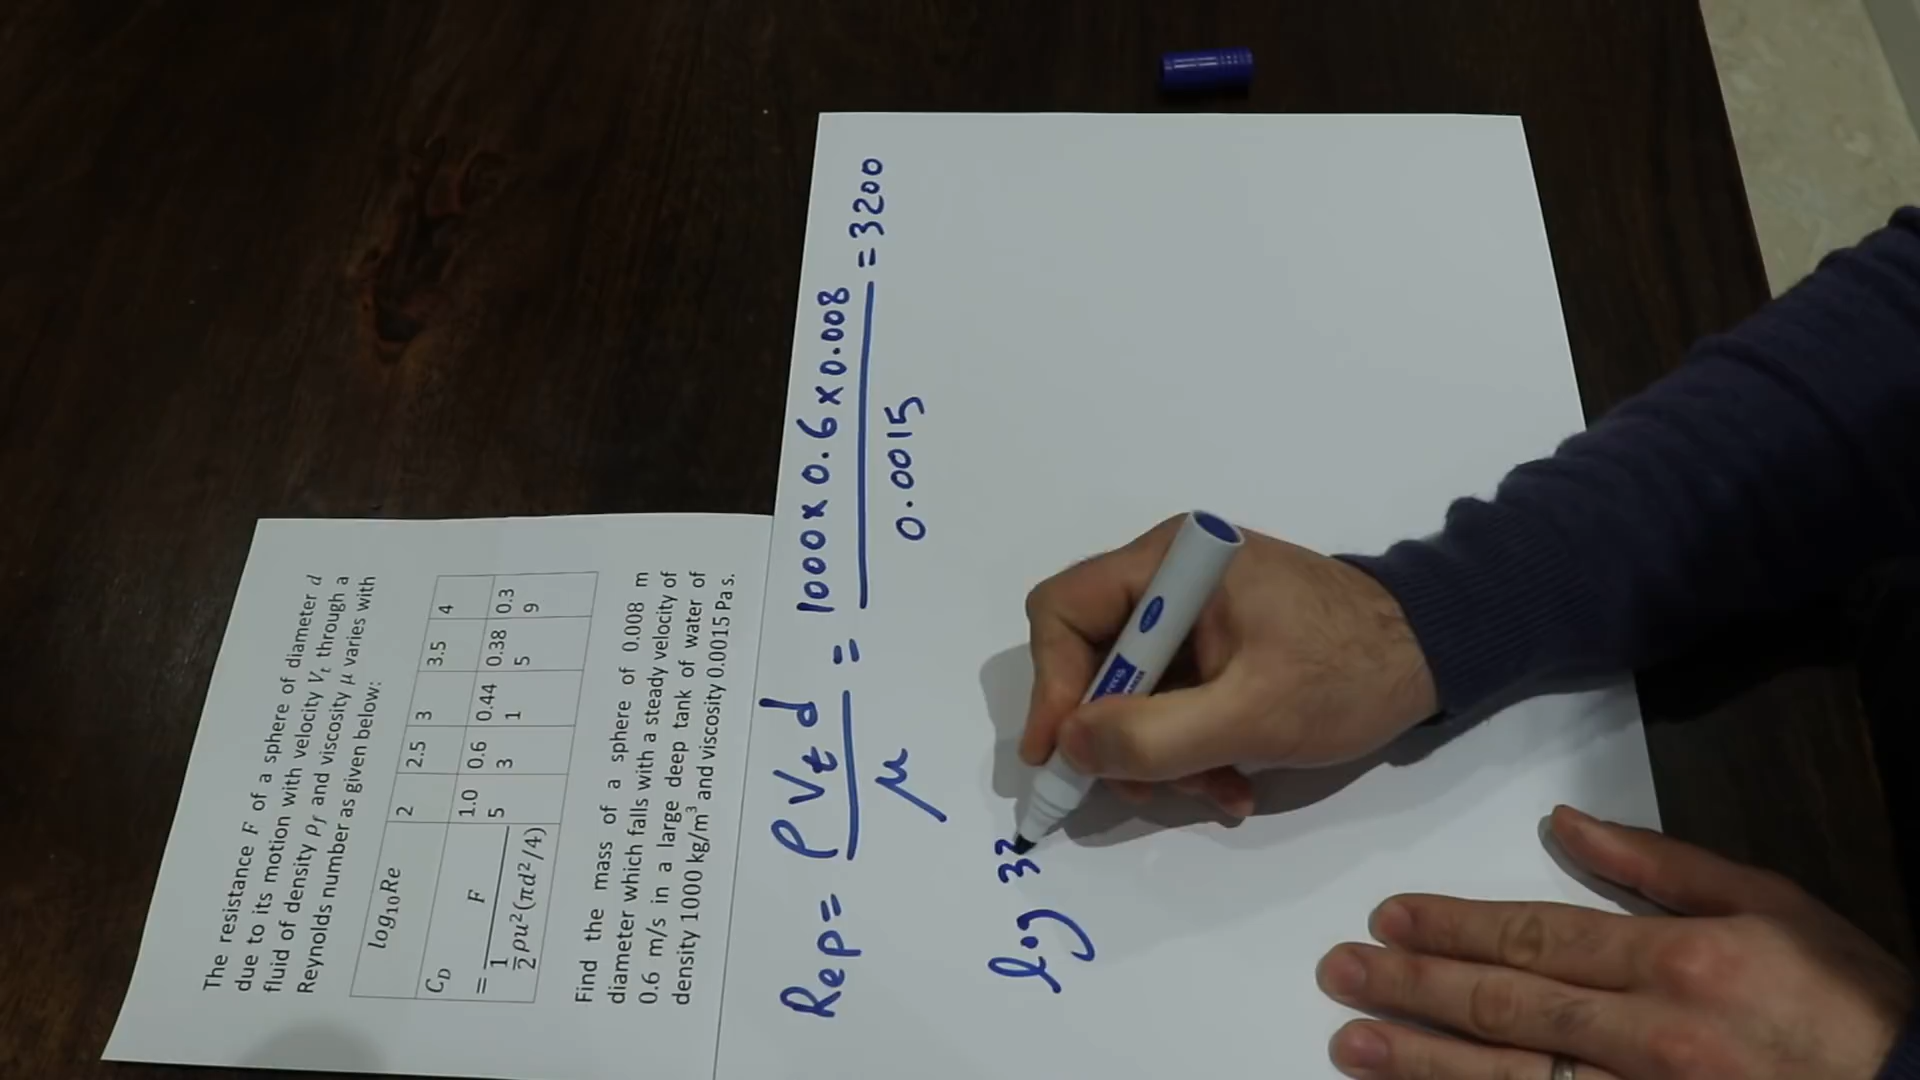 The resistance F of a sphere of diameter d
due to its motion with velocity Vt through a
fluid of density ρf and viscosity μ varies with
Reynolds number as given below:
log10Re 2 2.5 3 3.5 4
CD 1.0 0.6 0.44 0.38 0.3
= F 5 3 1 5 9
1
2 ρu²(πd²/4)
Find the mass of a sphere of 0.008 m
diameter which falls with a steady velocity of
0.6 m/s in a large deep tank of water of
density 1000 kg/m³ and viscosity 0.0015 Pa s.
Rep = ρ Vt d / μ = 1000 x 0.6 x 0.008 / 0.0015 = 3200
log 32